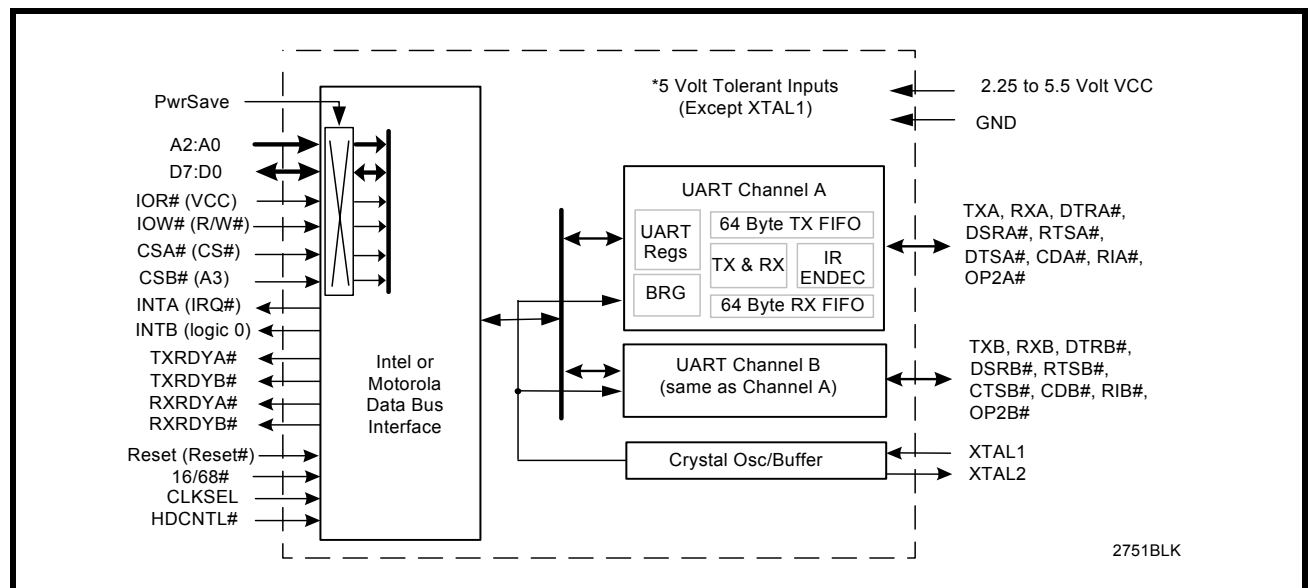 *5 Volt Tolerant Inputs
(Except XTAL1)
2.25 to 5.5 Volt VCC
GND
PwrSave
A2:A0
D7:D0
IOR# (VCC)
IOW# (R/W#)
CSA# (CS#)
CSB# (A3)
INTA (IRQ#)
INTB (logic 0)
TXRDYA#
TXRDYB#
RXRDYA#
RXRDYB#
Reset (Reset#)
16/68#
CLKSEL
HDCNTL#
Intel or
Motorola
Data Bus
Interface
UART Channel A
UART
Regs
BRG
64 Byte TX FIFO
TX & RX
IR
ENDEC
64 Byte RX FIFO
TXA, RXA, DTRA#,
DSRA#, RTSA#,
DTSA#, CDA#, RIA#,
OP2A#
UART Channel B
(same as Channel A)
TXB, RXB, DTRB#,
DSRB#, RTSB#,
CTSB#, CDB#, RIB#,
OP2B#
Crystal Osc/Buffer
XTAL1
XTAL2
2751BLK